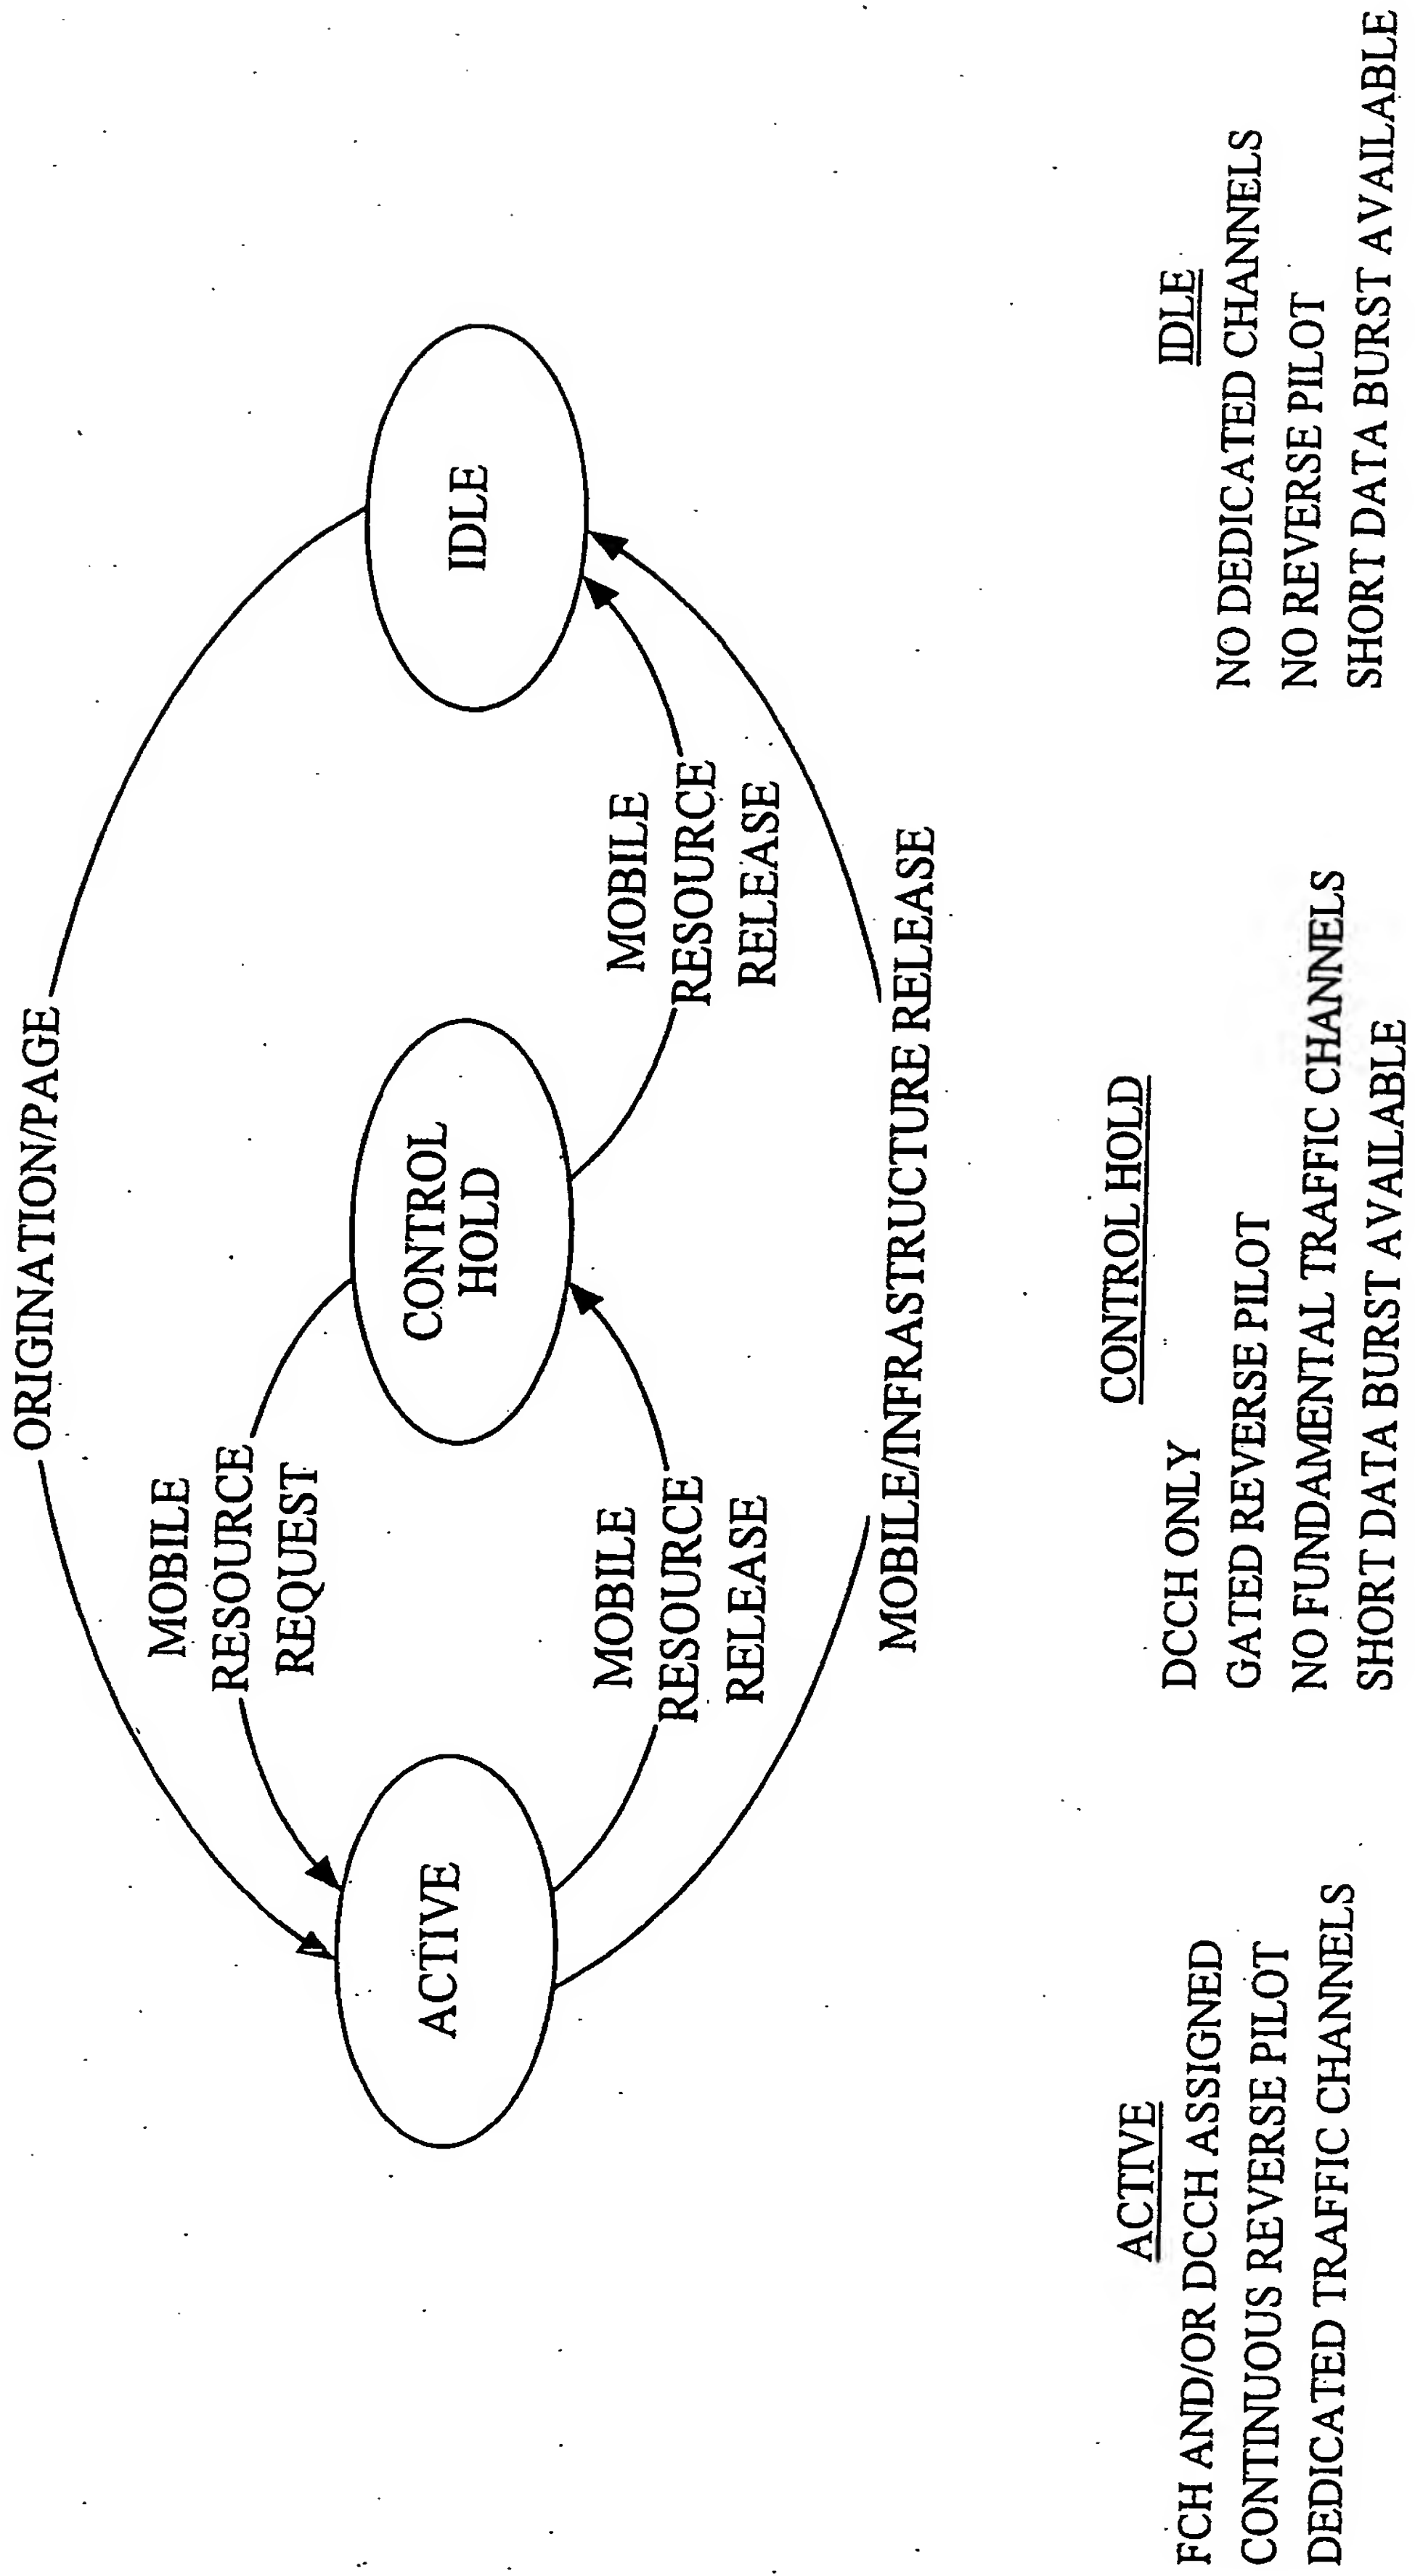 ORIGINATION/PAGE
MOBILE
RESOURCE
REQUEST
ACTIVE
CONTROL
HOLD
IDLE
MOBILE
RESOURCE
RELEASE
MOBILE
RESOURCE
RELEASE
MOBILE/INFRASTRUCTURE RELEASE
ACTIVE
FCH AND/OR DCCH ASSIGNED
CONTINUOUS REVERSE PILOT
DEDICATED TRAFFIC CHANNELS
CONTROL HOLD
DCCH ONLY
GATED REVERSE PILOT
NO FUNDAMENTAL TRAFFIC CHANNELS
SHORT DATA BURST AVAILABLE
IDLE
NO DEDICATED CHANNELS
NO REVERSE PILOT
SHORT DATA BURST AVAILABLE